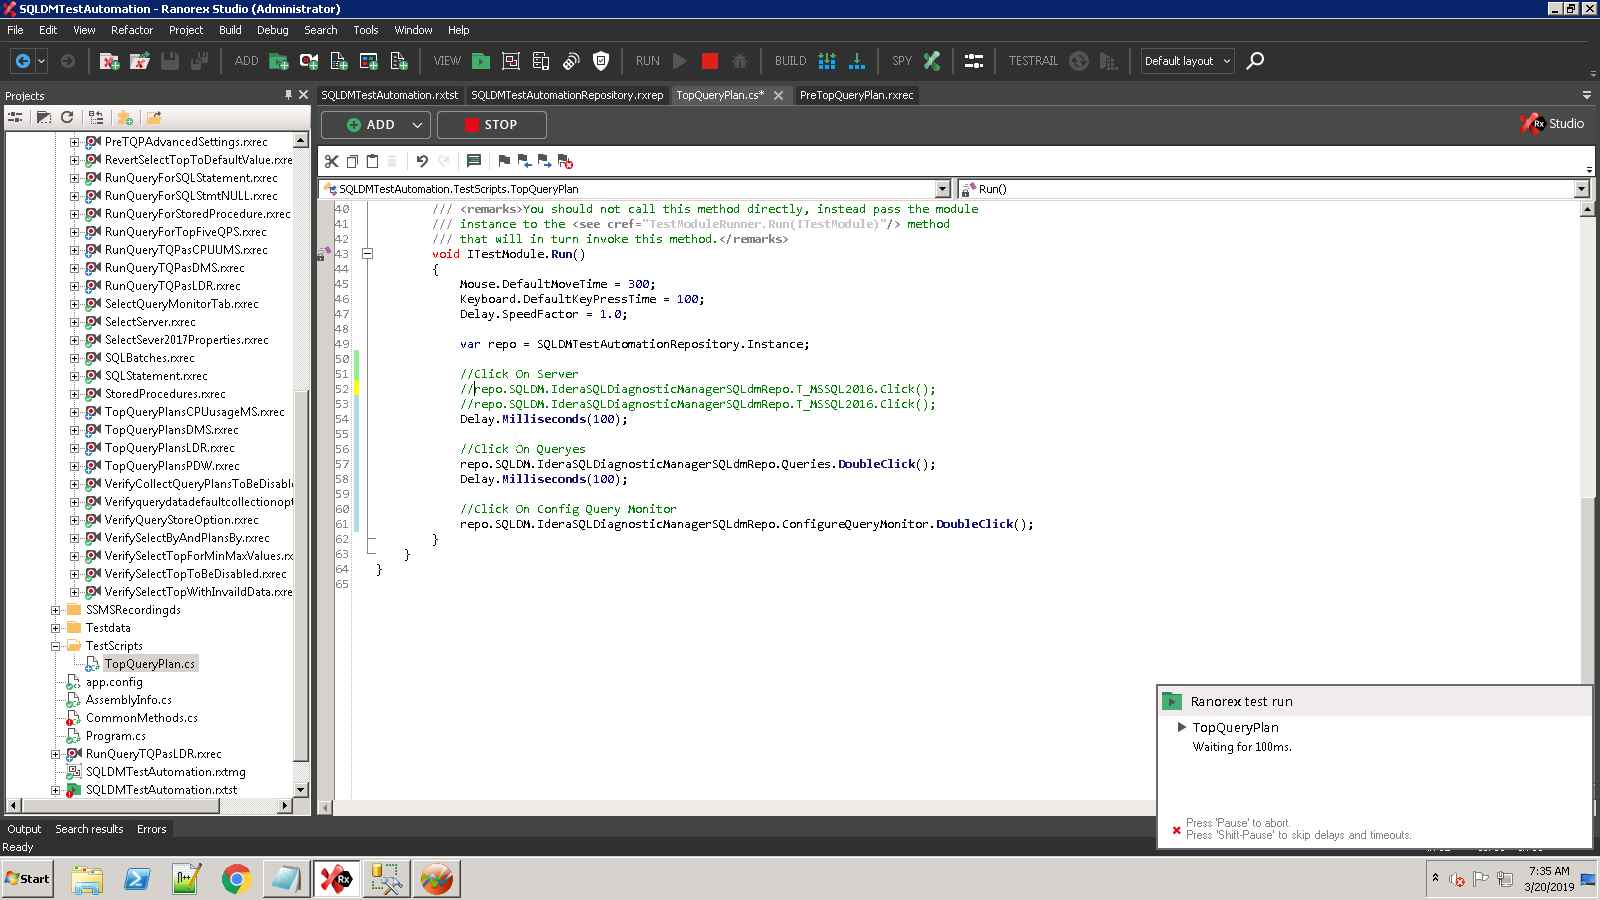 SQLDMTestAutomation - Ranorex Studio (Administrator)
File Edit View Refactor Project Build Debug Search Tools Window Help
ADD VIEW RUN BUILD SPY TESTRAIL Default layout
Projects
SQLDMTestAutomation.rxtst SQLDMTestAutomationRepository.rxrep TopQueryPlan.cs* PreTopQueryPlan.rxrec
ADD STOP
Rx Studio
SQLDMTestAutomation.TestScripts.TopQueryPlan Run()
PreTQPAdvancedSettings.rxrec
RevertSelectTopToDefaultValue.rxre
RunQueryForSQLStatement.rxrec
RunQueryForSQLStmtNULL.rxrec
RunQueryForStoredProcedure.rxrec
RunQueryForTopFiveQPS.rxrec
RunQueryTQPasCPUUMS.rxrec
RunQueryTQPasDMS.rxrec
RunQueryTQPasLDR.rxrec
SelectQueryMonitorTab.rxrec
SelectServer.rxrec
SelectSever2017Properties.rxrec
SQLBatches.rxrec
SQLStatement.rxrec
StoredProcedures.rxrec
TopQueryPlansCPUusageMS.rxrec
TopQueryPlansDMS.rxrec
TopQueryPlansLDR.rxrec
TopQueryPlansPDW.rxrec
VerifyCollectQueryPlansToBeDisabl
Verifyquerydatadefaultcollectionopt
VerifyQueryStoreOption.rxrec
VerifySelectByAndPlansBy.rxrec
VerifySelectTopForMinMaxValues.rx
VerifySelectTopToBeDisabled.rxrec
VerifySelectTopWithInvaildData.rxre
SSMSRecordingds
Testdata
TestScripts
TopQueryPlan.cs
app.config
AssemblyInfo.cs
CommonMethods.cs
Program.cs
RunQueryTQPasLDR.rxrec
SQLDMTestAutomation.rxtmg
SQLDMTestAutomation.rxtst
40 /// <remarks>You should not call this method directly, instead pass the module
41 /// instance to the <see cref="TestModuleRunner.Run(ITestModule)"/> method
42 /// that will in turn invoke this method.</remarks>
43 void ITestModule.Run()
44 {
45 Mouse.DefaultMoveTime = 300;
46 Keyboard.DefaultKeyPressTime = 100;
47 Delay.SpeedFactor = 1.0;
48
49 var repo = SQLDMTestAutomationRepository.Instance;
50
51 //Click On Server
52 //repo.SQLDM.IderaSQLDiagnosticManagerSQLdmRepo.T_MSSQL2016.Click();
53 //repo.SQLDM.IderaSQLDiagnosticManagerSQLdmRepo.T_MSSQL2016.Click();
54 Delay.Milliseconds(100);
55
56 //Click On Queryes
57 repo.SQLDM.IderaSQLDiagnosticManagerSQLdmRepo.Queries.DoubleClick();
58 Delay.Milliseconds(100);
59
60 //Click On Config Query Monitor
61 repo.SQLDM.IderaSQLDiagnosticManagerSQLdmRepo.ConfigureQueryMonitor.DoubleClick();
62 }
63 }
64 }
65
Ranorex test run
TopQueryPlan
Waiting for 100ms.
Press 'Pause' to abort.
Press 'Shift-Pause' to skip delays and timeouts.
Output Search results Errors
Ready
Start
Rx
7:35 AM
3/20/2019